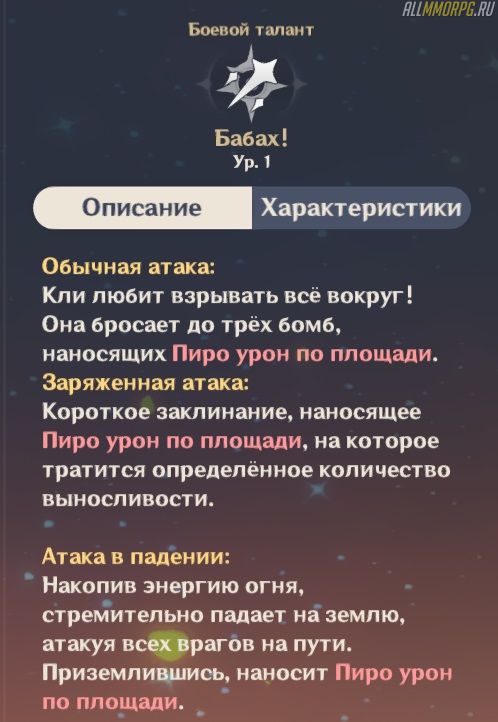 ALLMMORPG.RU
Боевой талант
Бабах!
Ур. 1
Описание
Характеристики
Обычная атака:
Кли любит взрывать всё вокруг!
Она бросает до трёх бомб,
наносящих Пиро урон по площади.
Заряженная атака:
Короткое заклинание, наносящее
Пиро урон по площади, на которое
тратится определённое количество
выносливости.
Атака в падении:
Накопив энергию огня,
стремительно падает на землю,
атакуя всех врагов на пути.
Приземлившись, наносит Пиро урон
по площади.